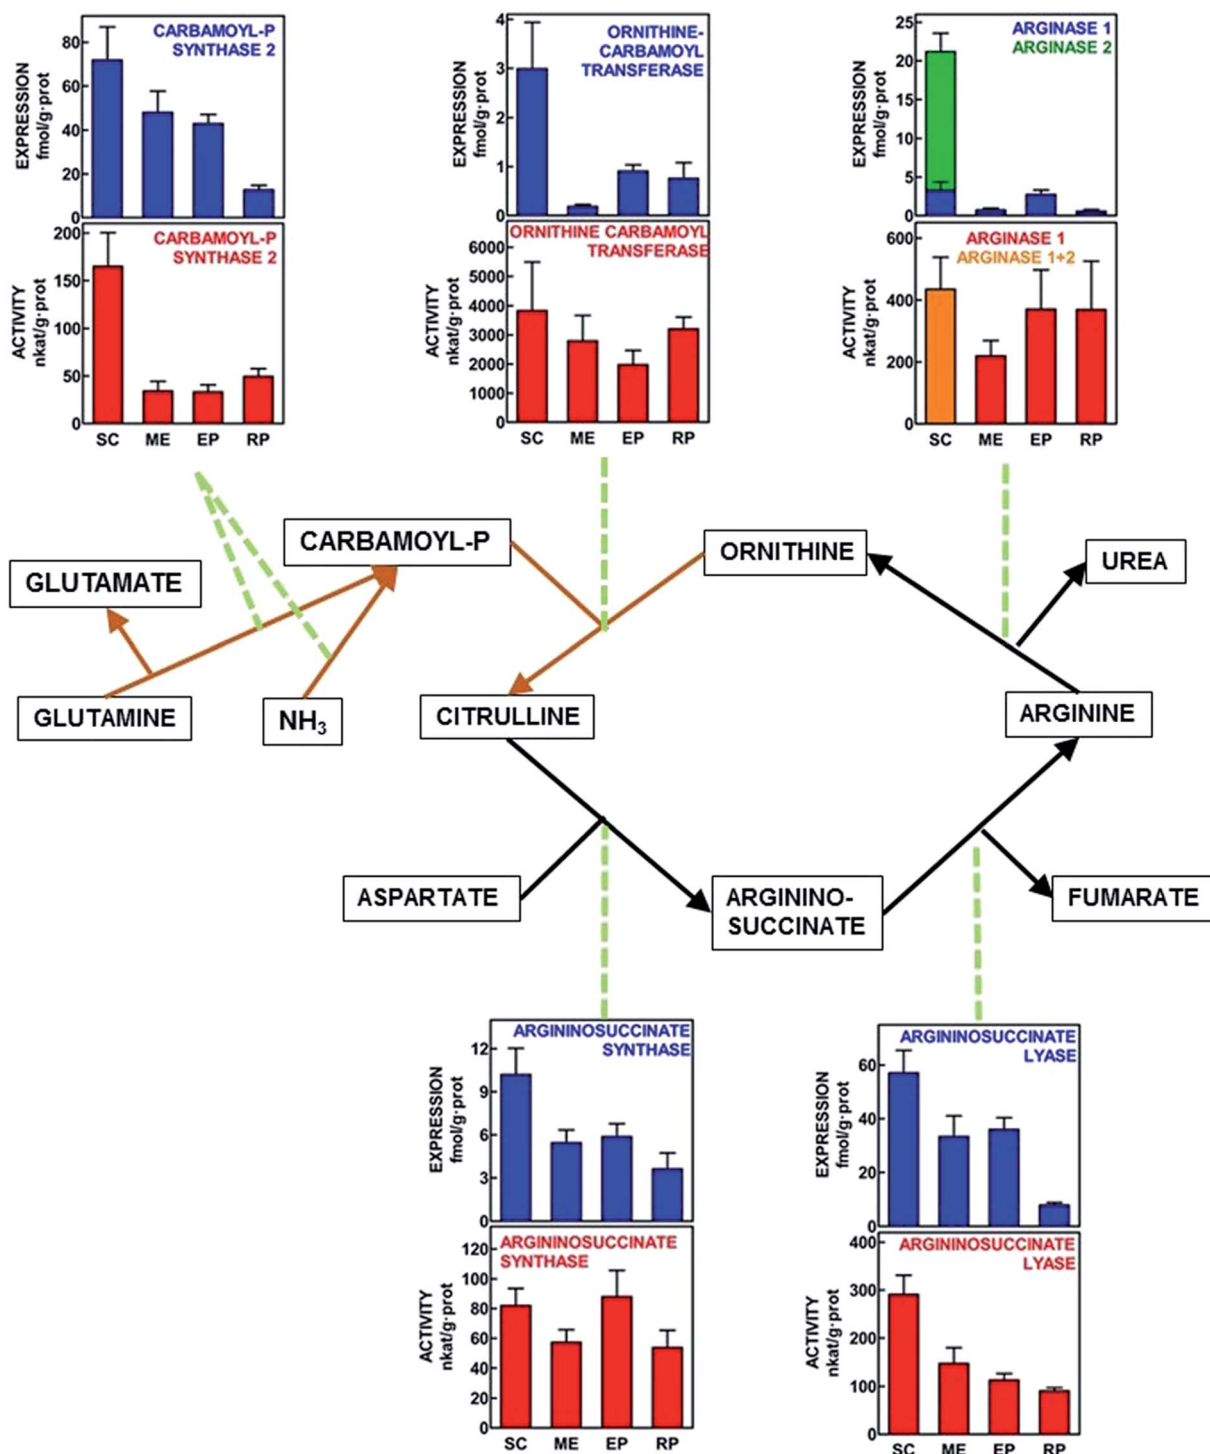 CARBAMOYL-P
SYNTHASE 2
EXPRESSION
fmol/g·prot
80
60
40
20
0
CARBAMOYL-P
SYNTHASE 2
ACTIVITY
nkat/g·prot
200
150
100
50
0
SC ME EP RP
ORNITHINE-
CARBAMOYL
TRANSFERASE
EXPRESSION
fmol/g·prot
4
3
2
1
0
ORNITHINE CARBAMOYL
TRANSFERASE
ACTIVITY
nkat/g·prot
6000
5000
4000
3000
2000
1000
0
SC ME EP RP
ARGINASE 1
ARGINASE 2
EXPRESSION
fmol/g·prot
25
20
15
10
5
0
ARGINASE 1
ARGINASE 1+2
ACTIVITY
nkat/g·prot
600
400
200
0
SC ME EP RP
CARBAMOYL-P
ORNITHINE
UREA
GLUTAMATE
GLUTAMINE
NH₃
CITRULLINE
ARGININE
ASPARTATE
ARGININO-
SUCCINATE
FUMARATE
ARGININOSUCCINATE
SYNTHASE
EXPRESSION
fmol/g·prot
12
9
6
3
0
ARGININOSUCCINATE
SYNTHASE
ACTIVITY
nkat/g·prot
120
100
80
60
40
20
0
SC ME EP RP
ARGININOSUCCINATE
LYASE
EXPRESSION
fmol/g·prot
60
40
20
0
ARGININOSUCCINATE
LYASE
ACTIVITY
nkat/g·prot
400
300
200
100
0
SC ME EP RP